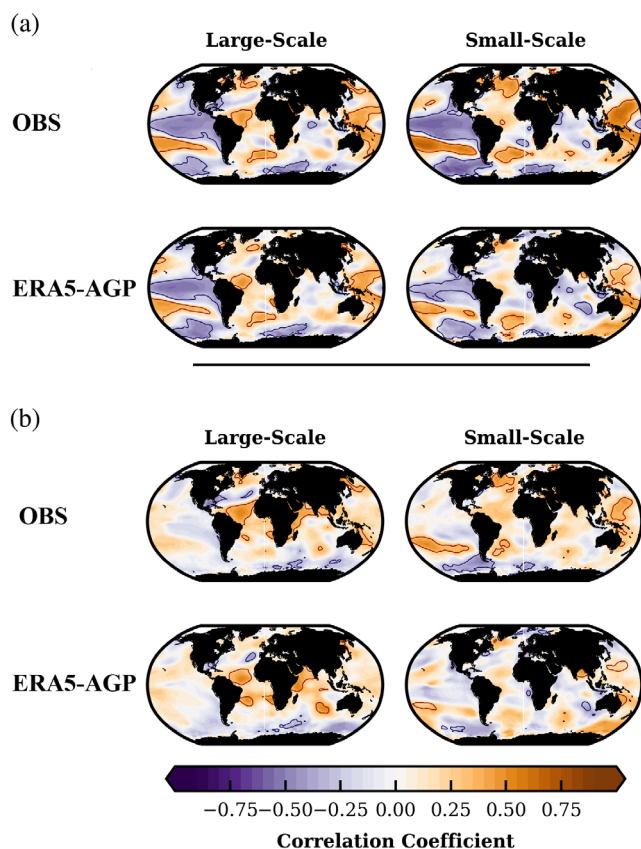 (a)
Large-Scale Small-Scale
OBS
ERA5-AGP
(b)
Large-Scale Small-Scale
OBS
ERA5-AGP
−0.75 −0.50 −0.25 0.00 0.25 0.50 0.75
Correlation Coefficient